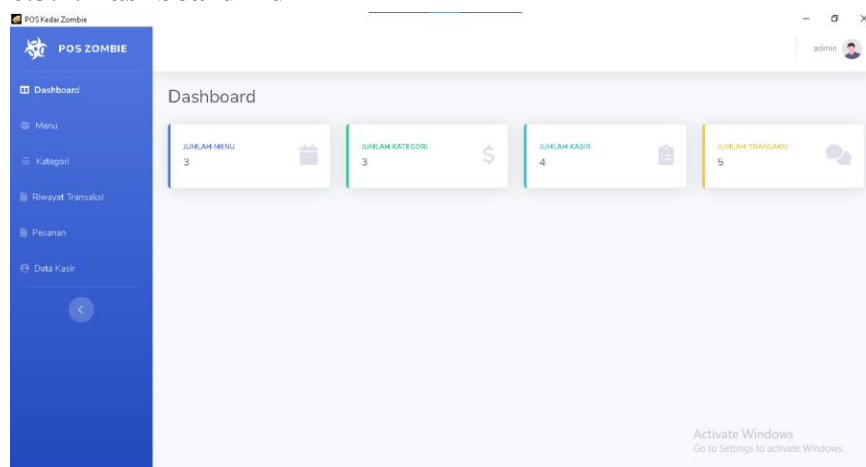 POS Kedai Zombie
POS ZOMBIE
admin
Dashboard
Menu
Kategori
Riwayat Transaksi
Pesanan
Data Kasir
Dashboard
JUMLAH MENU
3
JUMLAH KATEGORI
3
JUMLAH KASIR
4
JUMLAH TRANSAKSI
5
Activate Windows
Go to Settings to activate Windows.